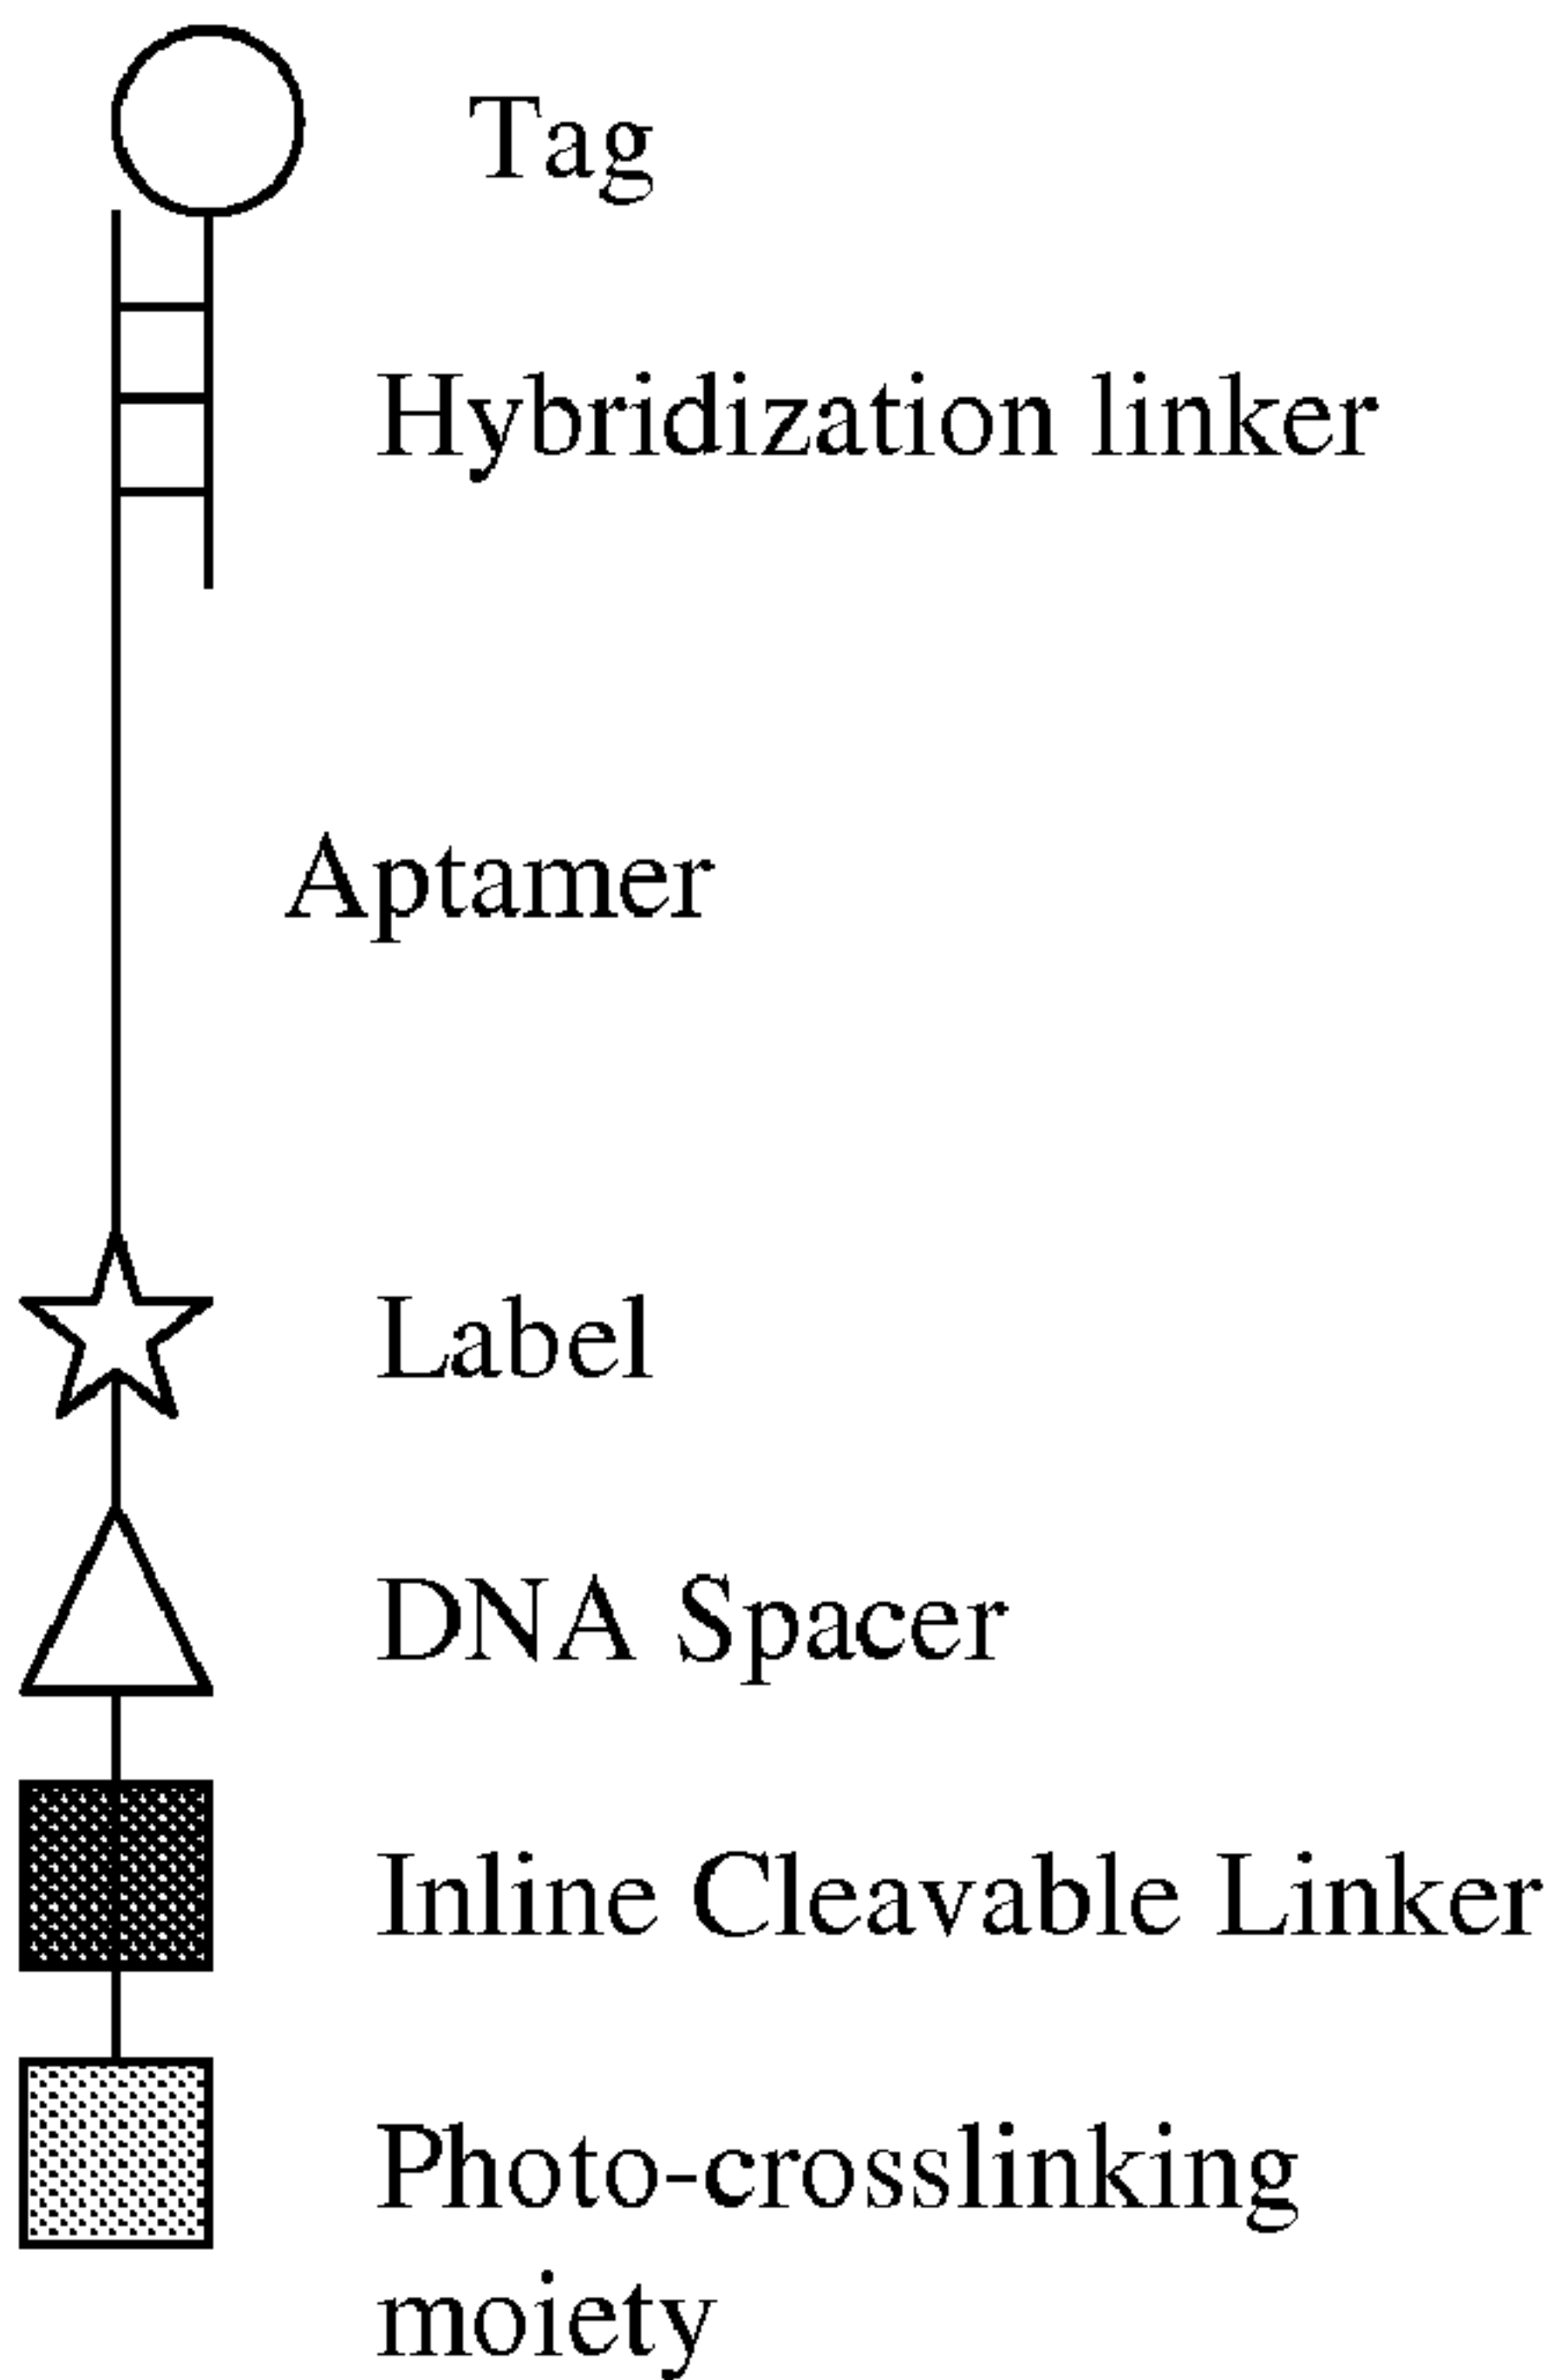 Tag
Hybridization linker
Aptamer
Label
DNA Spacer
Inline Cleavable Linker
Photo-crosslinking
moiety